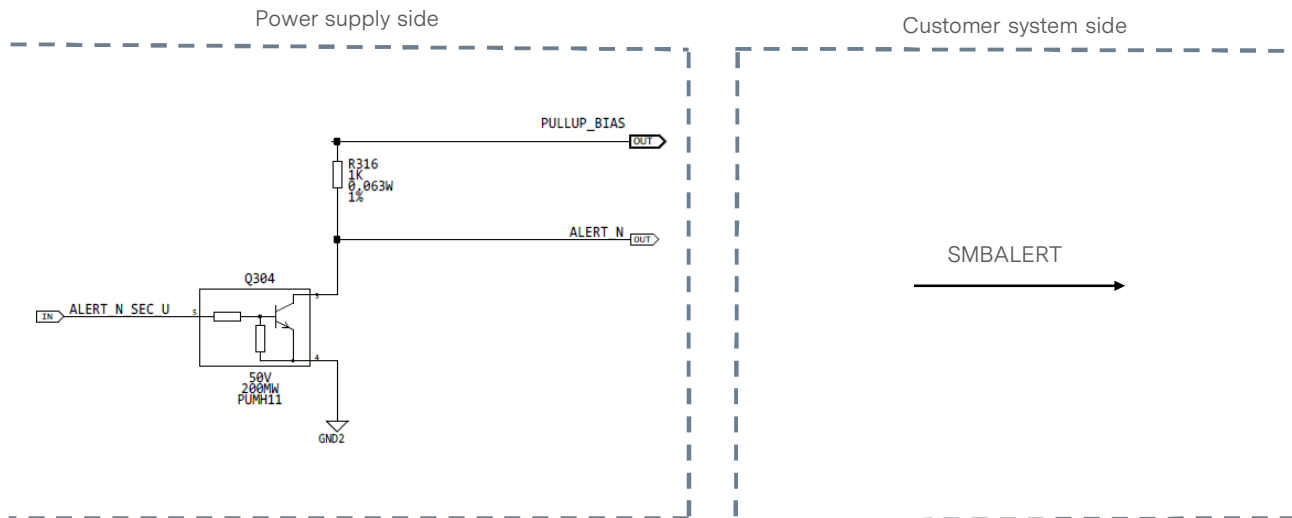 Power supply side
Customer system side
PULLUP_BIAS
OUT
R316
1K
0,063W
1%
ALERT_N
OUT
SMBALERT
Q304
3
IN
ALERT_N_SEC_U
5
4
50V
200MW
PUMH11
GND2